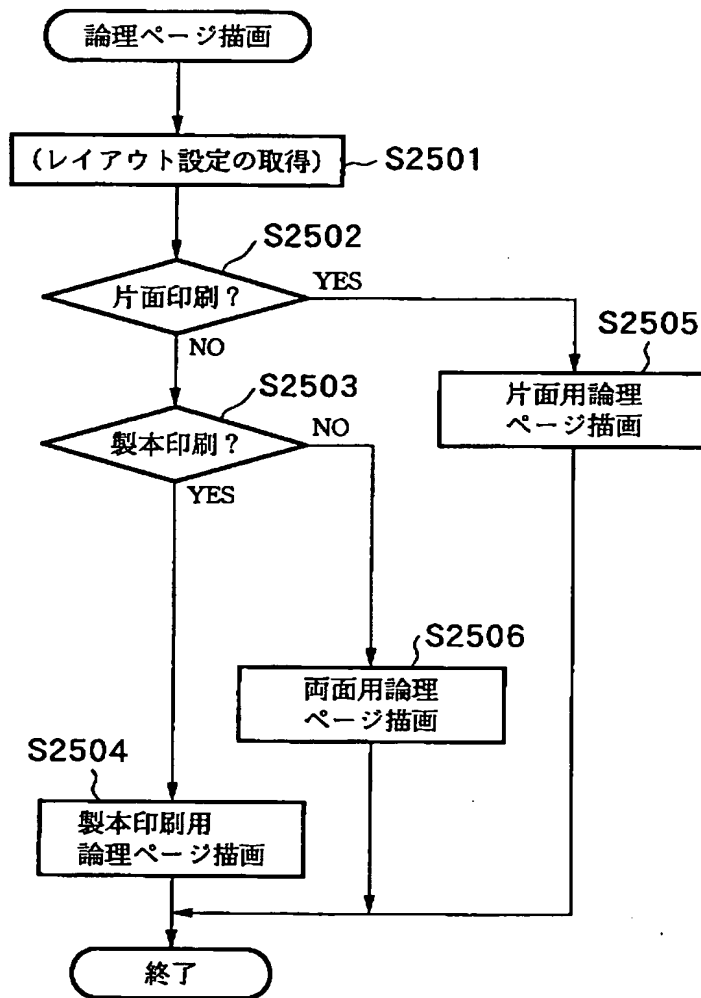 論理ページ描画
(レイアウト設定の取得)
S2501
S2502
片面印刷?
YES
NO
S2505
片面用論理
ページ描画
S2503
製本印刷?
NO
YES
S2506
両面用論理
ページ描画
S2504
製本印刷用
論理ページ描画
終了